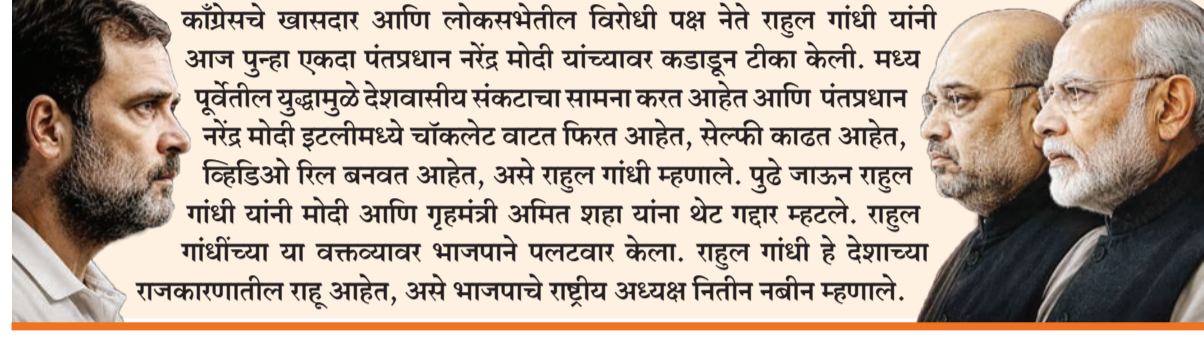 काँग्रेसचे खासदार आणि लोकसभेतील विरोधी पक्ष नेते राहुल गांधी यांनी
आज पुन्हा एकदा पंतप्रधान नरेंद्र मोदी यांच्यावर कडाडून टीका केली. मध्य
पूर्वेतील युद्धामुळे देशवासीय संकटाचा सामना करत आहेत आणि पंतप्रधान
नरेंद्र मोदी इटलीमध्ये चॉकलेट वाटत फिरत आहेत, सेल्फी काढत आहेत,
व्हिडिओ रिल बनवत आहेत, असे राहुल गांधी म्हणाले. पुढे जाऊन राहुल
गांधी यांनी मोदी आणि गृहमंत्री अमित शहा यांना थेट गद्दार म्हटले. राहुल
गांधींच्या या वक्तव्यावर भाजपाने पलटवार केला. राहुल गांधी हे देशाच्या
राजकारणातील राहू आहेत, असे भाजपाचे राष्ट्रीय अध्यक्ष नितीन नबीन म्हणाले.